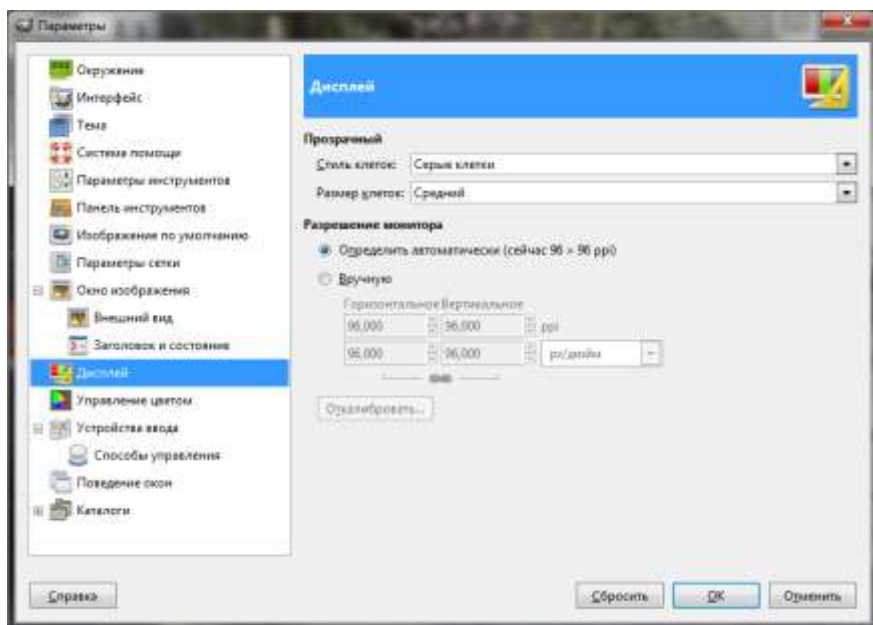 Параметры
Окружение
Интерфейс
Тема
Система помощи
Параметры инструментов
Панель инструментов
Изображение по умолчанию
Параметры сетки
Окно изображения
Внешний вид
Заголовок и состояние
Дисплей
Управление цветом
Устройства ввода
Способы управления
Поведение окон
Каталоги
Дисплей
Прозрачный
Стиль клеток: Серые клетки
Размер клеток: Средний
Разрешение монитора
Определить автоматически (сейчас 96 × 96 ppi)
Вручную
Горизонтальное Вертикальное
96,000 96,000 ppi
96,000 96,000 px/дюйм
Откалибровать...
Справка Сбросить OK Отменить